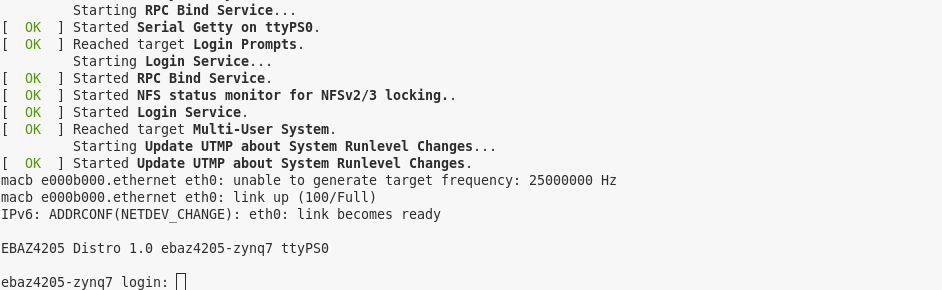 Starting RPC Bind Service...
[  OK  ] Started Serial Getty on ttyPS0.
[  OK  ] Reached target Login Prompts.
Starting Login Service...
[  OK  ] Started RPC Bind Service.
[  OK  ] Started NFS status monitor for NFSv2/3 locking..
[  OK  ] Started Login Service.
[  OK  ] Reached target Multi-User System.
Starting Update UTMP about System Runlevel Changes...
[  OK  ] Started Update UTMP about System Runlevel Changes.
macb e000b000.ethernet eth0: unable to generate target frequency: 25000000 Hz
macb e000b000.ethernet eth0: link up (100/Full)
IPv6: ADDRCONF(NETDEV_CHANGE): eth0: link becomes ready
EBAZ4205 Distro 1.0 ebaz4205-zynq7 ttyPS0
ebaz4205-zynq7 login: